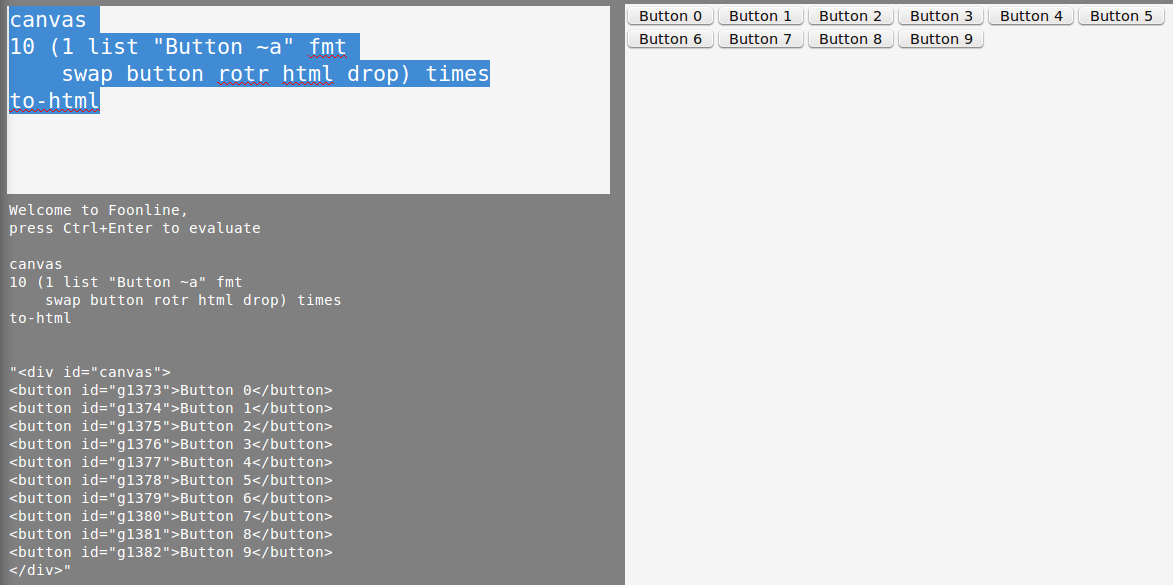 canvas
10 (1 list "Button ~a" fmt
    swap button rotr html drop) times
to-html
Welcome to Foonline,
press Ctrl+Enter to evaluate
canvas
10 (1 list "Button ~a" fmt
    swap button rotr html drop) times
to-html
"<div id="canvas">
<button id="g1373">Button 0</button>
<button id="g1374">Button 1</button>
<button id="g1375">Button 2</button>
<button id="g1376">Button 3</button>
<button id="g1377">Button 4</button>
<button id="g1378">Button 5</button>
<button id="g1379">Button 6</button>
<button id="g1380">Button 7</button>
<button id="g1381">Button 8</button>
<button id="g1382">Button 9</button>
</div>"
Button 0 Button 1 Button 2 Button 3 Button 4 Button 5
Button 6 Button 7 Button 8 Button 9